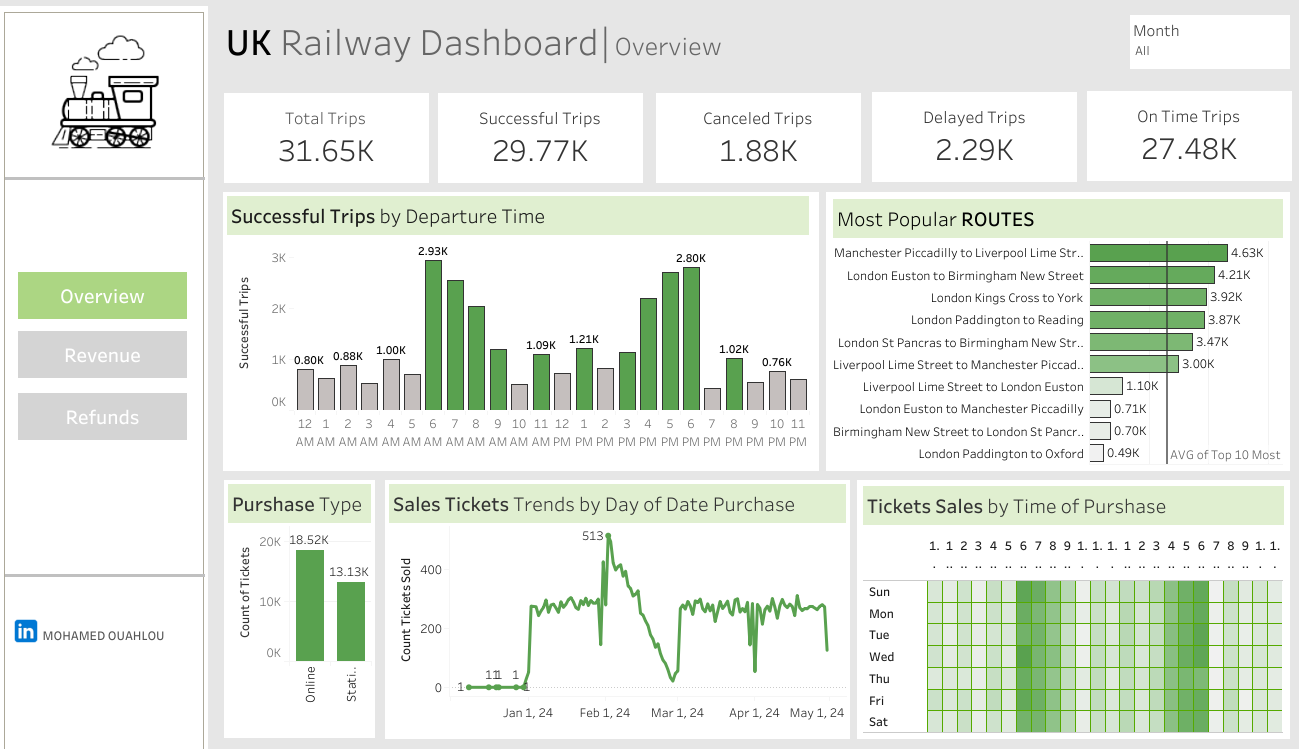 UK Railway Dashboard| Overview
Month
All
Total Trips
31.65K
Successful Trips
29.77K
Canceled Trips
1.88K
Delayed Trips
2.29K
On Time Trips
27.48K
Overview
Revenue
Refunds
in MOHAMED OUAHLOU
Successful Trips by Departure Time
Successful Trips
3K
2K
1K
0K
0.80K 0.88K 1.00K 2.93K 1.09K 1.21K 2.80K 1.02K 0.76K
12 1 2 3 4 5 6 7 8 9 10 11 12 1 2 3 4 5 6 7 8 9 10 11
AM AM AM AM AM AM AM AM AM AM AM AM PM PM PM PM PM PM PM PM PM PM PM PM
Most Popular ROUTES
Manchester Piccadilly to Liverpool Lime Str.. 4.63K
London Euston to Birmingham New Street 4.21K
London Kings Cross to York 3.92K
London Paddington to Reading 3.87K
London St Pancras to Birmingham New Str.. 3.47K
Liverpool Lime Street to Manchester Piccad.. 3.00K
Liverpool Lime Street to London Euston 1.10K
London Euston to Manchester Piccadilly 0.71K
Birmingham New Street to London St Pancr.. 0.70K
London Paddington to Oxford 0.49K
AVG of Top 10 Most
Purshase Type
Count of Tickets
20K
10K
0K
18.52K
13.13K
Online
Stati..
Sales Tickets Trends by Day of Date Purchase
Count Tickets Sold
400
200
0
513
1 1 1 1 1
Jan 1, 24 Feb 1, 24 Mar 1, 24 Apr 1, 24 May 1, 24
Tickets Sales by Time of Purshase
1. 1 2 3 4 5 6 7 8 9 1. 1. 1. 1 2 3 4 5 6 7 8 9 1. 1.
. .. .. .. .. .. .. .. .. .. . . . .. .. .. .. .. .. .. .. .. . .
Sun
Mon
Tue
Wed
Thu
Fri
Sat